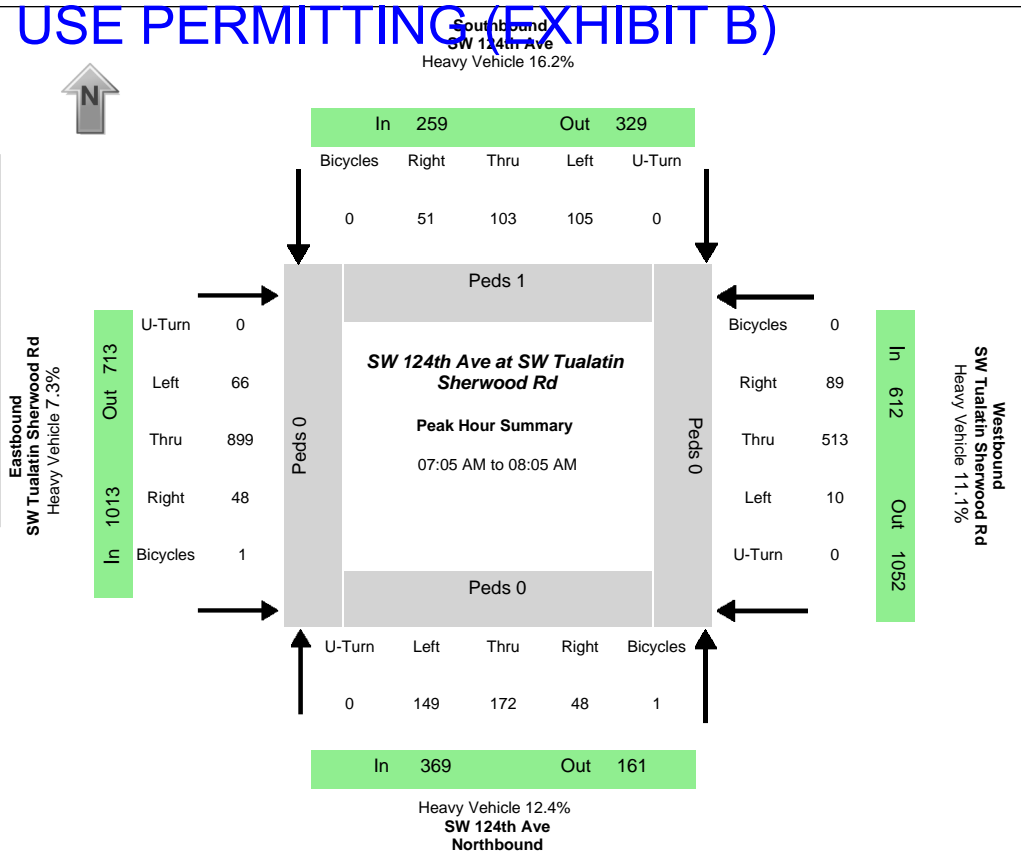 USE PERMITTING (EXHIBIT B)
Southbound
SW 124th Ave
Heavy Vehicle 16.2%
N
In 259 Out 329
Bicycles Right Thru Left U-Turn
0 51 103 105 0
Peds 1
Eastbound
SW Tualatin Sherwood Rd
Heavy Vehicle 7.3%
In 1013 Out 713
U-Turn 0
Left 66
Thru 899
Right 48
Bicycles 1
Peds 0
SW 124th Ave at SW Tualatin
Sherwood Rd
Peak Hour Summary
07:05 AM to 08:05 AM
Peds 0
Bicycles 0
Right 89
Thru 513
Left 10
U-Turn 0
In 612 Out 1052
Westbound
SW Tualatin Sherwood Rd
Heavy Vehicle 11.1%
Peds 0
U-Turn Left Thru Right Bicycles
0 149 172 48 1
In 369 Out 161
Heavy Vehicle 12.4%
SW 124th Ave
Northbound